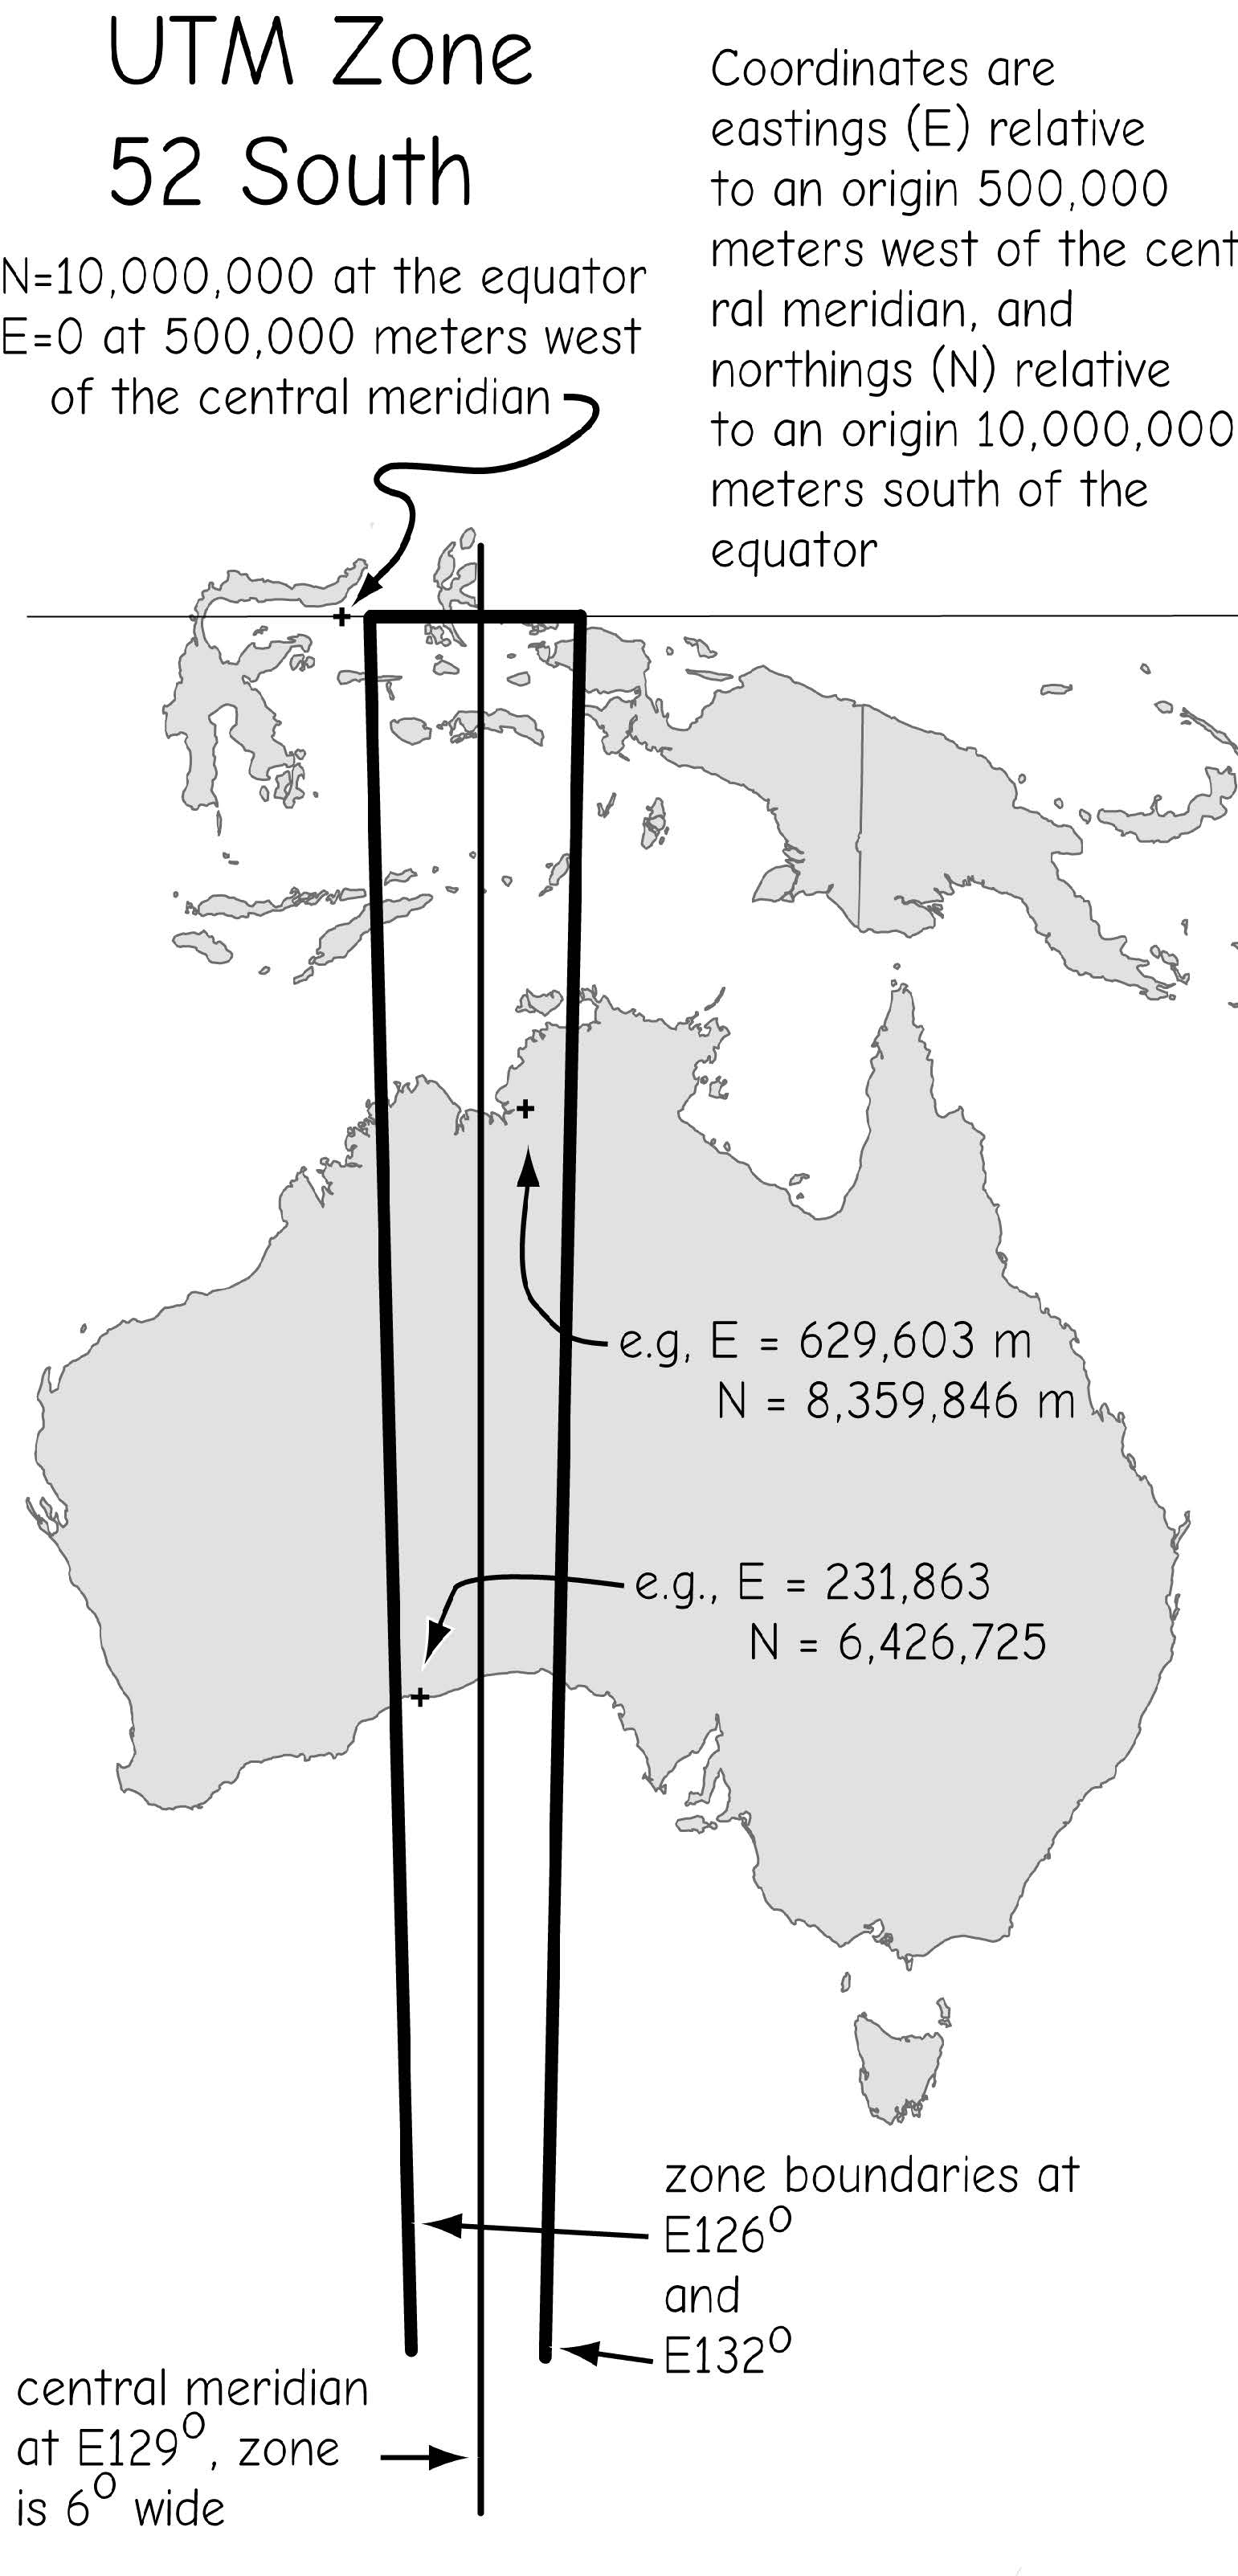 UTM Zone
52 South
N=10,000,000 at the equator
E=0 at 500,000 meters west
of the central meridian
Coordinates are
eastings (E) relative
to an origin 500,000
meters west of the cent
ral meridian, and
northings (N) relative
to an origin 10,000,000
meters south of the
equator
e.g, E = 629,603 m
N = 8,359,846 m
e.g., E = 231,863
N = 6,426,725
zone boundaries at
E126°
and
E132°
central meridian
at E129°, zone
is 6° wide